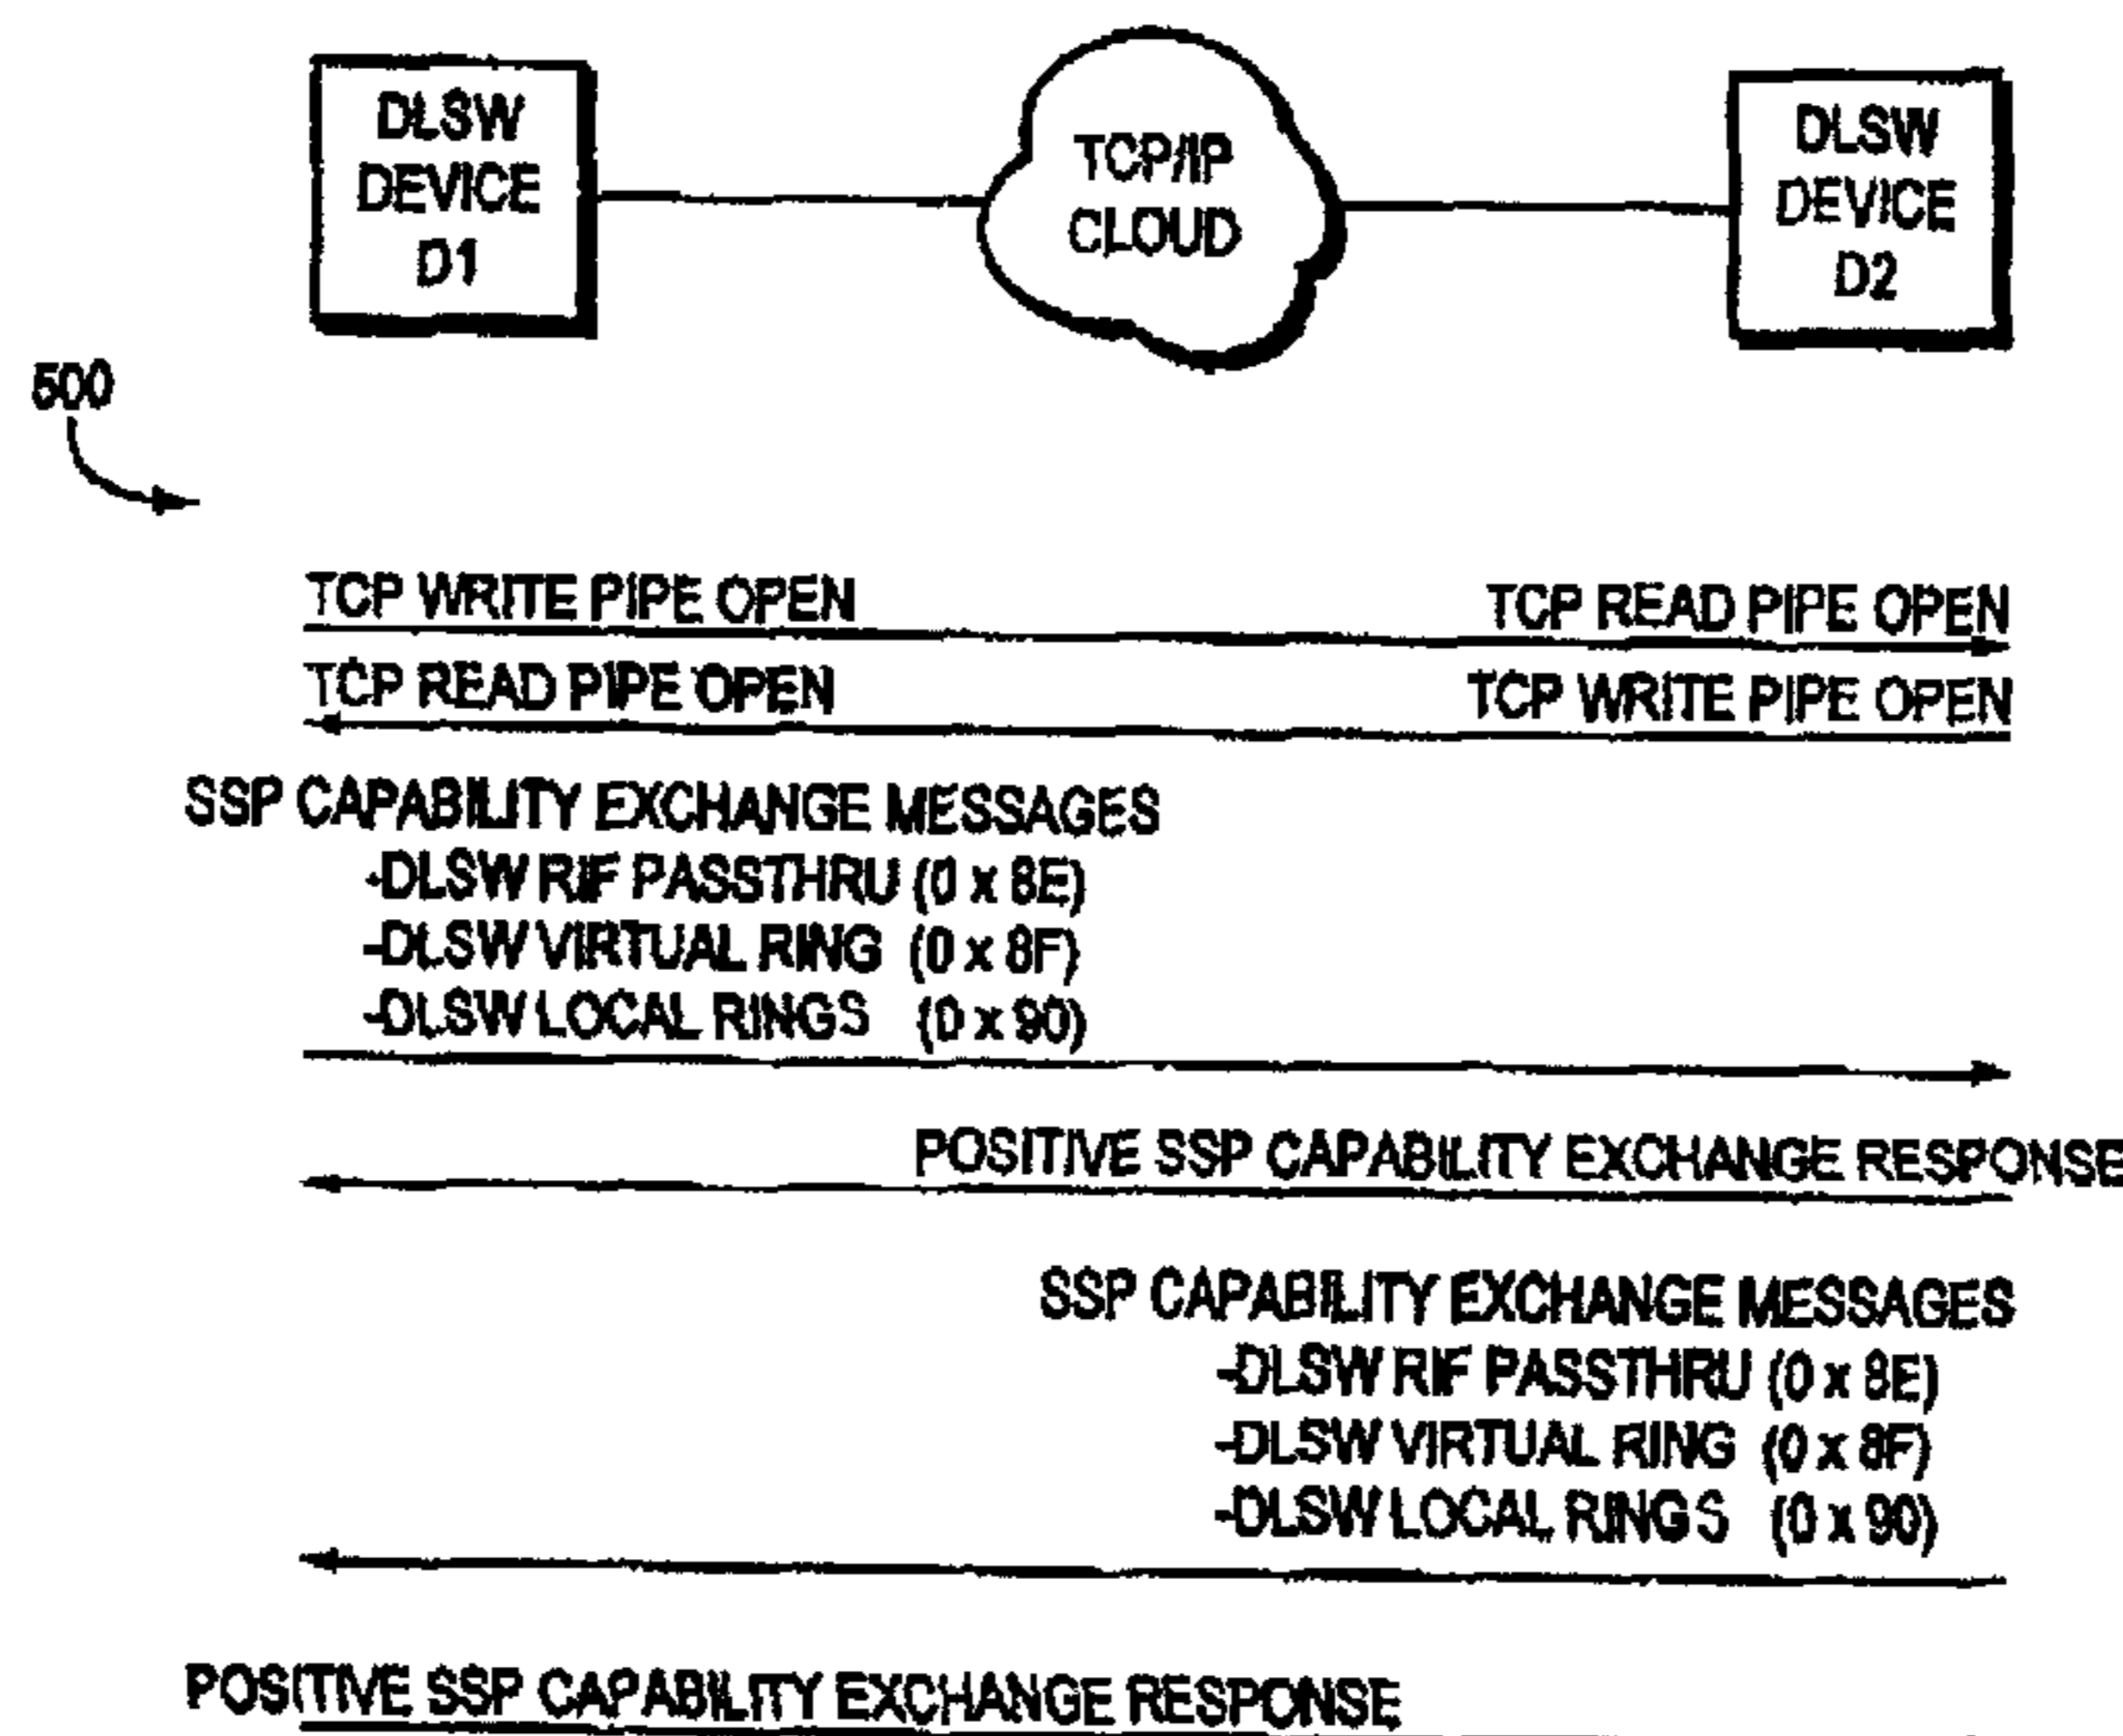 DLSW
DEVICE
D1
TCP/IP
CLOUD
DLSW
DEVICE
D2
500
TCP WRITE PIPE OPEN
TCP READ PIPE OPEN
TCP READ PIPE OPEN
TCP WRITE PIPE OPEN
SSP CAPABILITY EXCHANGE MESSAGES
-DLSW RIF PASSTHRU (0 x 8E)
-DLSW VIRTUAL RING (0 x 8F)
-DLSW LOCAL RINGS (0 x 90)
POSITIVE SSP CAPABILITY EXCHANGE RESPONSE
SSP CAPABILITY EXCHANGE MESSAGES
-DLSW RIF PASSTHRU (0 x 8E)
-DLSW VIRTUAL RING (0 x 8F)
-DLSW LOCAL RINGS (0 x 90)
POSITIVE SSP CAPABILITY EXCHANGE RESPONSE